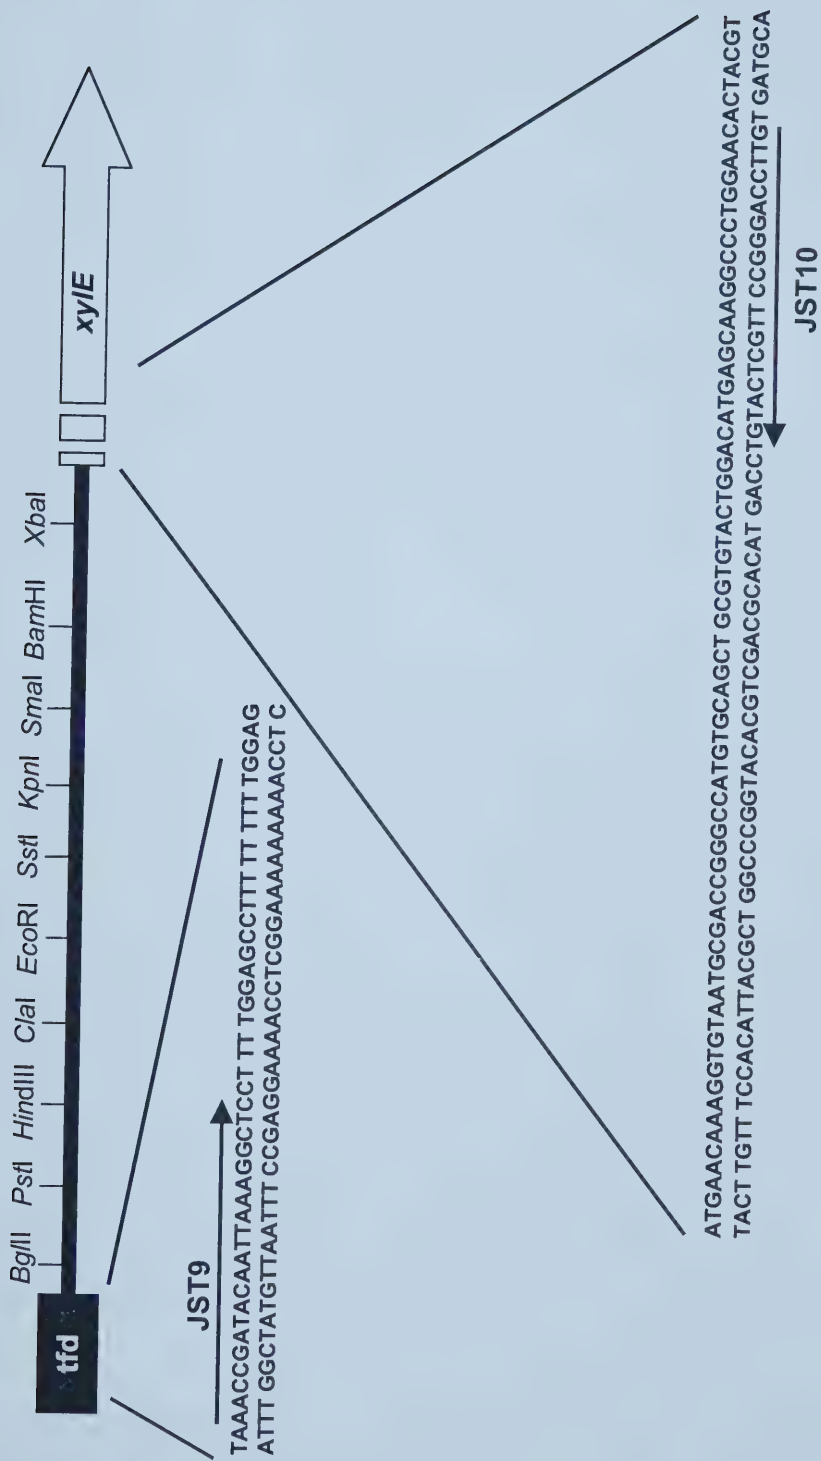 BglII PstI HindIII ClaI EcoRI SstI KpnI SmaI BamHI XbaI
tfd
xylE
JST9
TAAACCGATACAATTAAAGGCTCCT TT TGGAGCCTTT TT TTT TGGAG
ATTT GGCTATGTTAATTT CCGAGGAAAACCTCGGAAAAAAAAACCT C
ATGAACAAAGGTGTAATGCGACCGGGCCATGTGCAGCT GCGTGTACTGGACATGAGCAAGGCCCTGGAACACTACGT
TACT TGTT TCCACATTACGCT GGCCCGGTACACGTCGACGCACAT GACCTGTACTCGTT CCGGGACCTTGT GATGCA
JST10